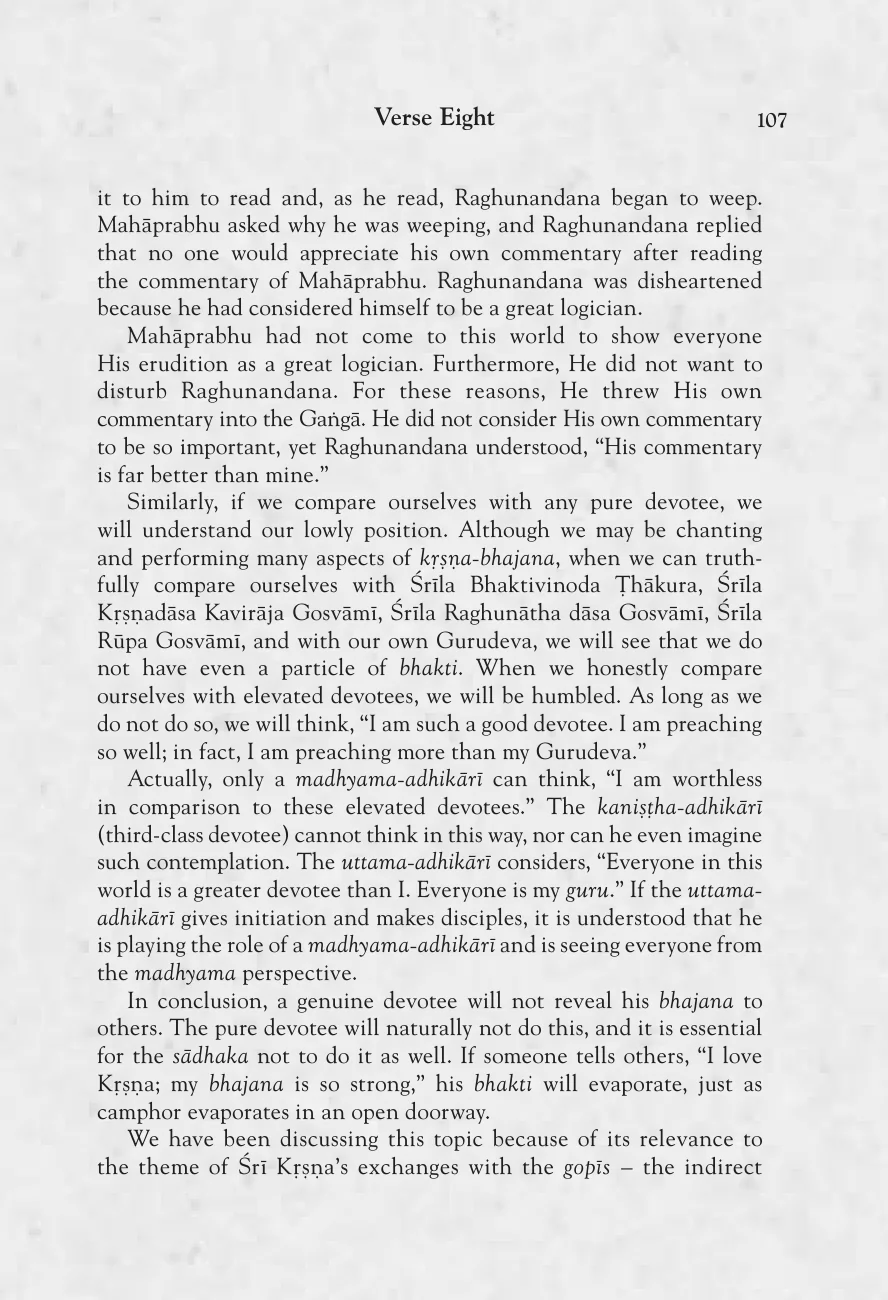 Verse Eight 107
it to him to read and, as he read, Raghunandana began to weep.
Mahāprabhu asked why he was weeping, and Raghunandana replied
that no one would appreciate his own commentary after reading
the commentary of Mahāprabhu. Raghunandana was disheartened
because he had considered himself to be a great logician.
Mahāprabhu had not come to this world to show everyone
His erudition as a great logician. Furthermore, He did not want to
disturb Raghunandana. For these reasons, He threw His own
commentary into the Gaṅgā. He did not consider His own commentary
to be so important, yet Raghunandana understood, “His commentary
is far better than mine.”
Similarly, if we compare ourselves with any pure devotee, we
will understand our lowly position. Although we may be chanting
and performing many aspects of kṛṣṇa-bhajana, when we can truth-
fully compare ourselves with Śrīla Bhaktivinoda Ṭhākura, Śrīla
Kṛṣṇadāsa Kavirāja Gosvāmī, Śrīla Raghunātha dāsa Gosvāmī, Śrīla
Rūpa Gosvāmī, and with our own Gurudeva, we will see that we do
not have even a particle of bhakti. When we honestly compare
ourselves with elevated devotees, we will be humbled. As long as we
do not do so, we will think, “I am such a good devotee. I am preaching
so well; in fact, I am preaching more than my Gurudeva.”
Actually, only a madhyama-adhikārī can think, “I am worthless
in comparison to these elevated devotees.” The kaniṣṭha-adhikārī
(third-class devotee) cannot think in this way, nor can he even imagine
such contemplation. The uttama-adhikārī considers, “Everyone in this
world is a greater devotee than I. Everyone is my guru.” If the uttama-
adhikārī gives initiation and makes disciples, it is understood that he
is playing the role of a madhyama-adhikārī and is seeing everyone from
the madhyama perspective.
In conclusion, a genuine devotee will not reveal his bhajana to
others. The pure devotee will naturally not do this, and it is essential
for the sādhaka not to do it as well. If someone tells others, “I love
Kṛṣṇa; my bhajana is so strong,” his bhakti will evaporate, just as
camphor evaporates in an open doorway.
We have been discussing this topic because of its relevance to
the theme of Śrī Kṛṣṇa’s exchanges with the gopīs – the indirect